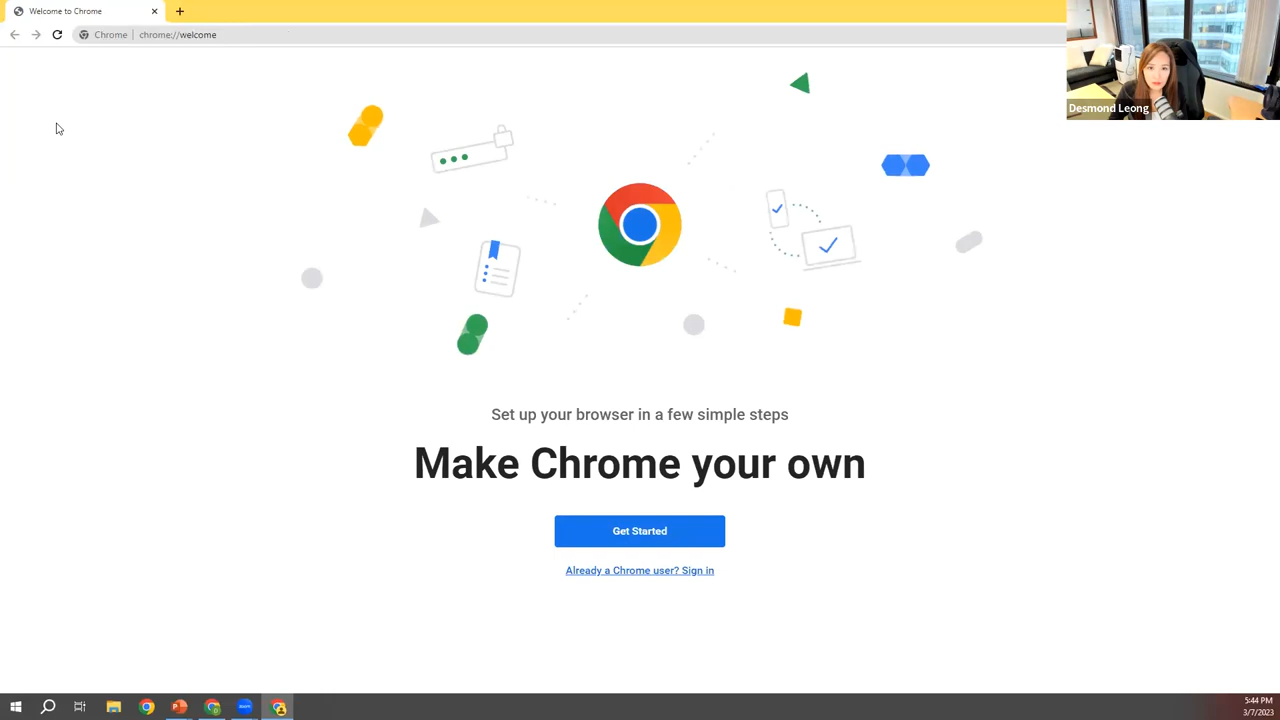 Welcome to Chrome
Chrome | chrome://welcome
Desmond Leong
Set up your browser in a few simple steps
Make Chrome your own
Get Started
Already a Chrome user? Sign in
5:44 PM
3/7/2023